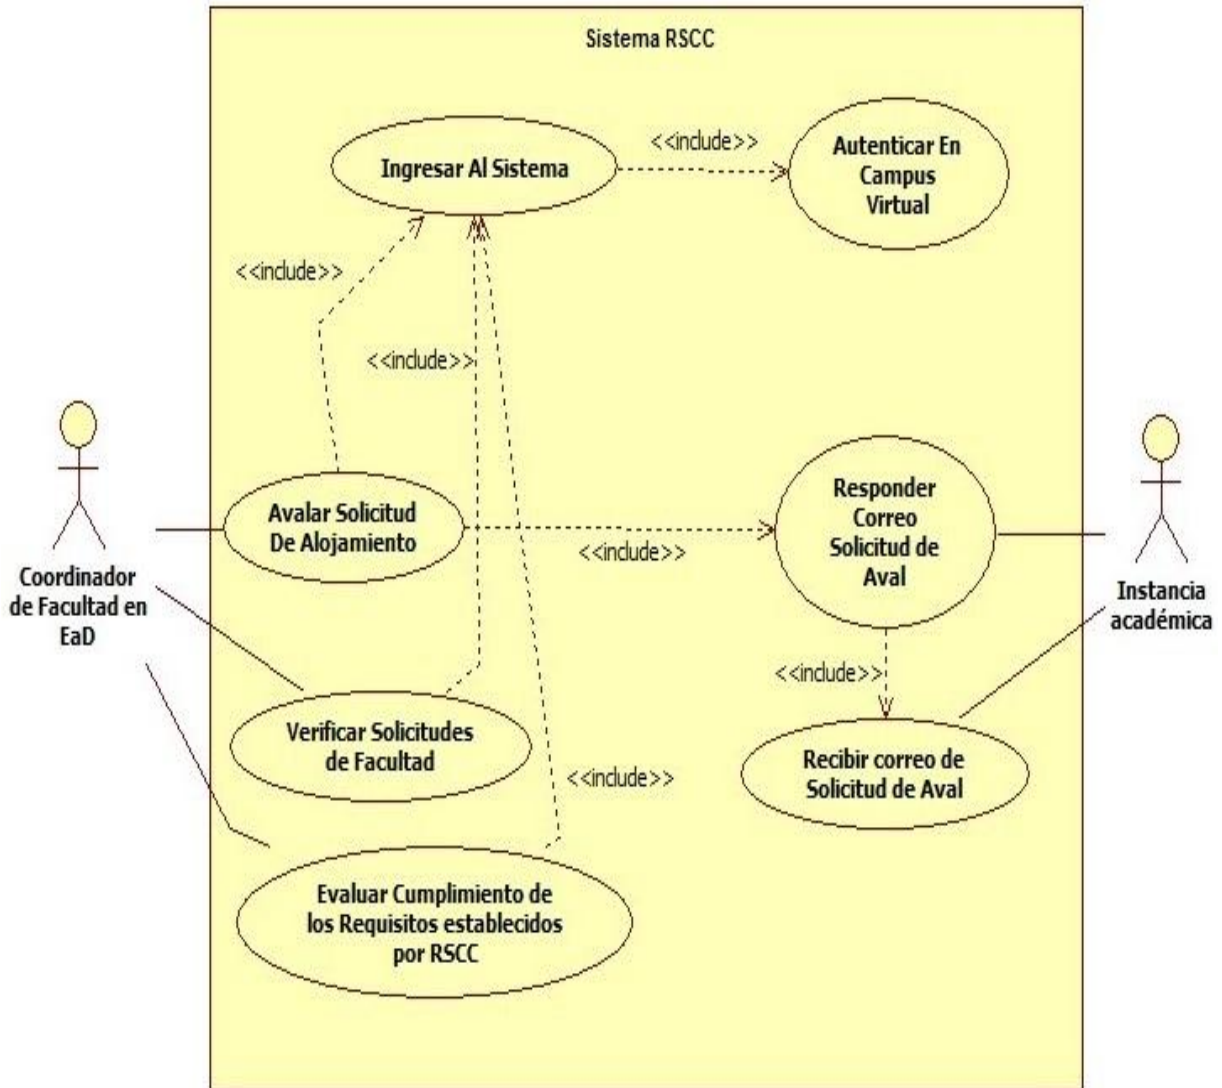 Sistema RSCC
Ingresar Al Sistema
<<include>>
Autenticar En
Campus
Virtual
<<include>>
<<include>>
Avalar Solicitud
De Alojamiento
<<include>>
Responder
Correo
Solicitud de
Aval
Coordinador
de Facultad en
EaD
Instancia
académica
<<include>>
Verificar Solicitudes
de Facultad
<<include>>
Recibir correo de
Solicitud de Aval
Evaluar Cumplimiento de
los Requisitos establecidos
por RSCC